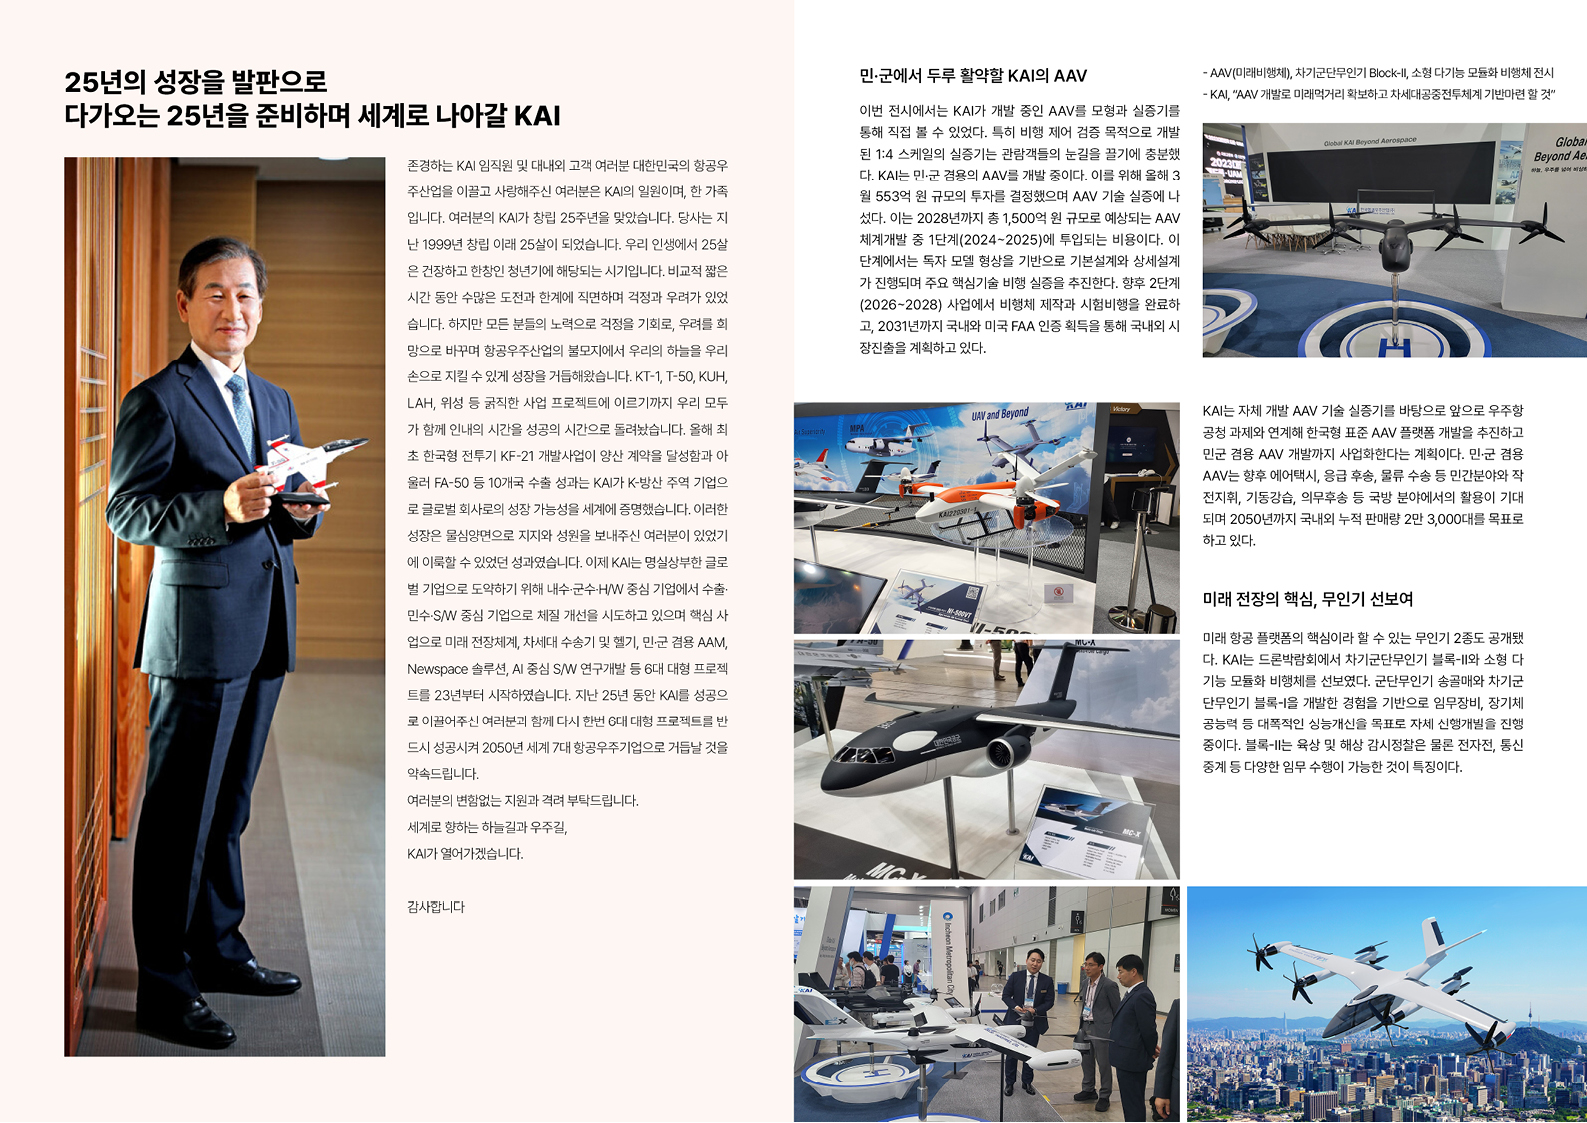 25년의 성장을 발판으로
다가오는 25년을 준비하며 세계로 나아갈 KAI
존경하는 KAI 임직원 및 대내외 고객 여러분 대한민국의 항공우
주산업을 이끌고 사랑해주신 여러분은 KAI의 일원이며, 한 가족
입니다. 여러분의 KAI가 창립 25주년을 맞았습니다. 당사는 지
난 1999년 창립 이래 25살이 되었습니다. 우리 인생에서 25살
은 건장하고 한창인 청년기에 해당되는 시기입니다. 비교적 짧은
시간 동안 수많은 도전과 한계에 직면하며 걱정과 우려가 있었
습니다. 하지만 모든 분들의 노력으로 걱정을 기회로, 우려를 희
망으로 바꾸며 항공우주산업의 불모지에서 우리의 하늘을 우리
손으로 지킬 수 있게 성장을 거듭해왔습니다. KT-1, T-50, KUH,
LAH, 위성 등 굵직한 사업 프로젝트에 이르기까지 우리 모두
가 함께 인내의 시간을 성공의 시간으로 돌려놨습니다. 올해 최
초 한국형 전투기 KF-21 개발사업이 양산 계약을 달성함과 아
울러 FA-50 등 10개국 수출 성과는 KAI가 K-방산 주역 기업으
로 글로벌 회사로의 성장 가능성을 세계에 증명했습니다. 이러한
성장은 물심양면으로 지지와 성원을 보내주신 여러분이 있었기
에 이룩할 수 있었던 성과였습니다. 이제 KAI는 명실상부한 글로
벌 기업으로 도약하기 위해 내수·군수·H/W 중심 기업에서 수출·
민수·S/W 중심 기업으로 체질 개선을 시도하고 있으며 핵심 사
업으로 미래 전장체계, 차세대 수송기 및 헬기, 민·군 겸용 AAM,
Newspace 솔루션, AI 중심 S/W 연구개발 등 6대 대형 프로젝
트를 23년부터 시작하였습니다. 지난 25년 동안 KAI를 성공으
로 이끌어주신 여러분과 함께 다시 한번 6대 대형 프로젝트를 반
드시 성공시켜 2050년 세계 7대 항공우주기업으로 거듭날 것을
약속드립니다.
여러분의 변함없는 지원과 격려 부탁드립니다.
세계로 향하는 하늘길과 우주길,
KAI가 열어가겠습니다.
감사합니다
민·군에서 두루 활약할 KAI의 AAV
이번 전시에서는 KAI가 개발 중인 AAV를 모형과 실증기를
통해 직접 볼 수 있었다. 특히 비행 제어 검증 목적으로 개발
된 1:4 스케일의 실증기는 관람객들의 눈길을 끌기에 충분했
다. KAI는 민·군 겸용의 AAV를 개발 중이다. 이를 위해 올해 3
월 553억 원 규모의 투자를 결정했으며 AAV 기술 실증에 나
섰다. 이는 2028년까지 총 1,500억 원 규모로 예상되는 AAV
체계개발 중 1단계(2024~2025)에 투입되는 비용이다. 이
단계에서는 독자 모델 형상을 기반으로 기본설계와 상세설계
가 진행되며 주요 핵심기술 비행 실증을 추진한다. 향후 2단계
(2026~2028) 사업에서 비행체 제작과 시험비행을 완료하
고, 2031년까지 국내와 미국 FAA 인증 획득을 통해 국내외 시
장진출을 계획하고 있다.
- AAV(미래비행체), 차기군단무인기 Block-II, 소형 다기능 모듈화 비행체 전시
- KAI, “AAV 개발로 미래먹거리 확보하고 차세대공중전투체계 기반마련 할 것”
Global KAI Beyond Aerospace
Global
Beyond Ae
UAV and Beyond
KAI
Victory
MPA
KAI220301-1
NI-500VT
NI-500
KAI는 자체 개발 AAV 기술 실증기를 바탕으로 앞으로 우주항
공청 과제와 연계해 한국형 표준 AAV 플랫폼 개발을 추진하고
민군 겸용 AAV 개발까지 사업화한다는 계획이다. 민·군 겸용
AAV는 향후 에어택시, 응급 후송, 물류 수송 등 민간분야와 작
전지휘, 기동강습, 의무후송 등 국방 분야에서의 활용이 기대
되며 2050년까지 국내외 누적 판매량 2만 3,000대를 목표로
하고 있다.
미래 전장의 핵심, 무인기 선보여
미래 항공 플랫폼의 핵심이라 할 수 있는 무인기 2종도 공개됐
다. KAI는 드론박람회에서 차기군단무인기 블록-II와 소형 다
기능 모듈화 비행체를 선보였다. 군단무인기 송골매와 차기군
단무인기 블록-I을 개발한 경험을 기반으로 임무장비, 장기체
공능력 등 대폭적인 성능개선을 목표로 자체 선행개발을 진행
중이다. 블록-II는 육상 및 해상 감시정찰은 물론 전자전, 통신
중계 등 다양한 임무 수행이 가능한 것이 특징이다.
MC-X
대한민국공군
MC-X
KAI
MC-X
Incheon Metropolitan City
KAI